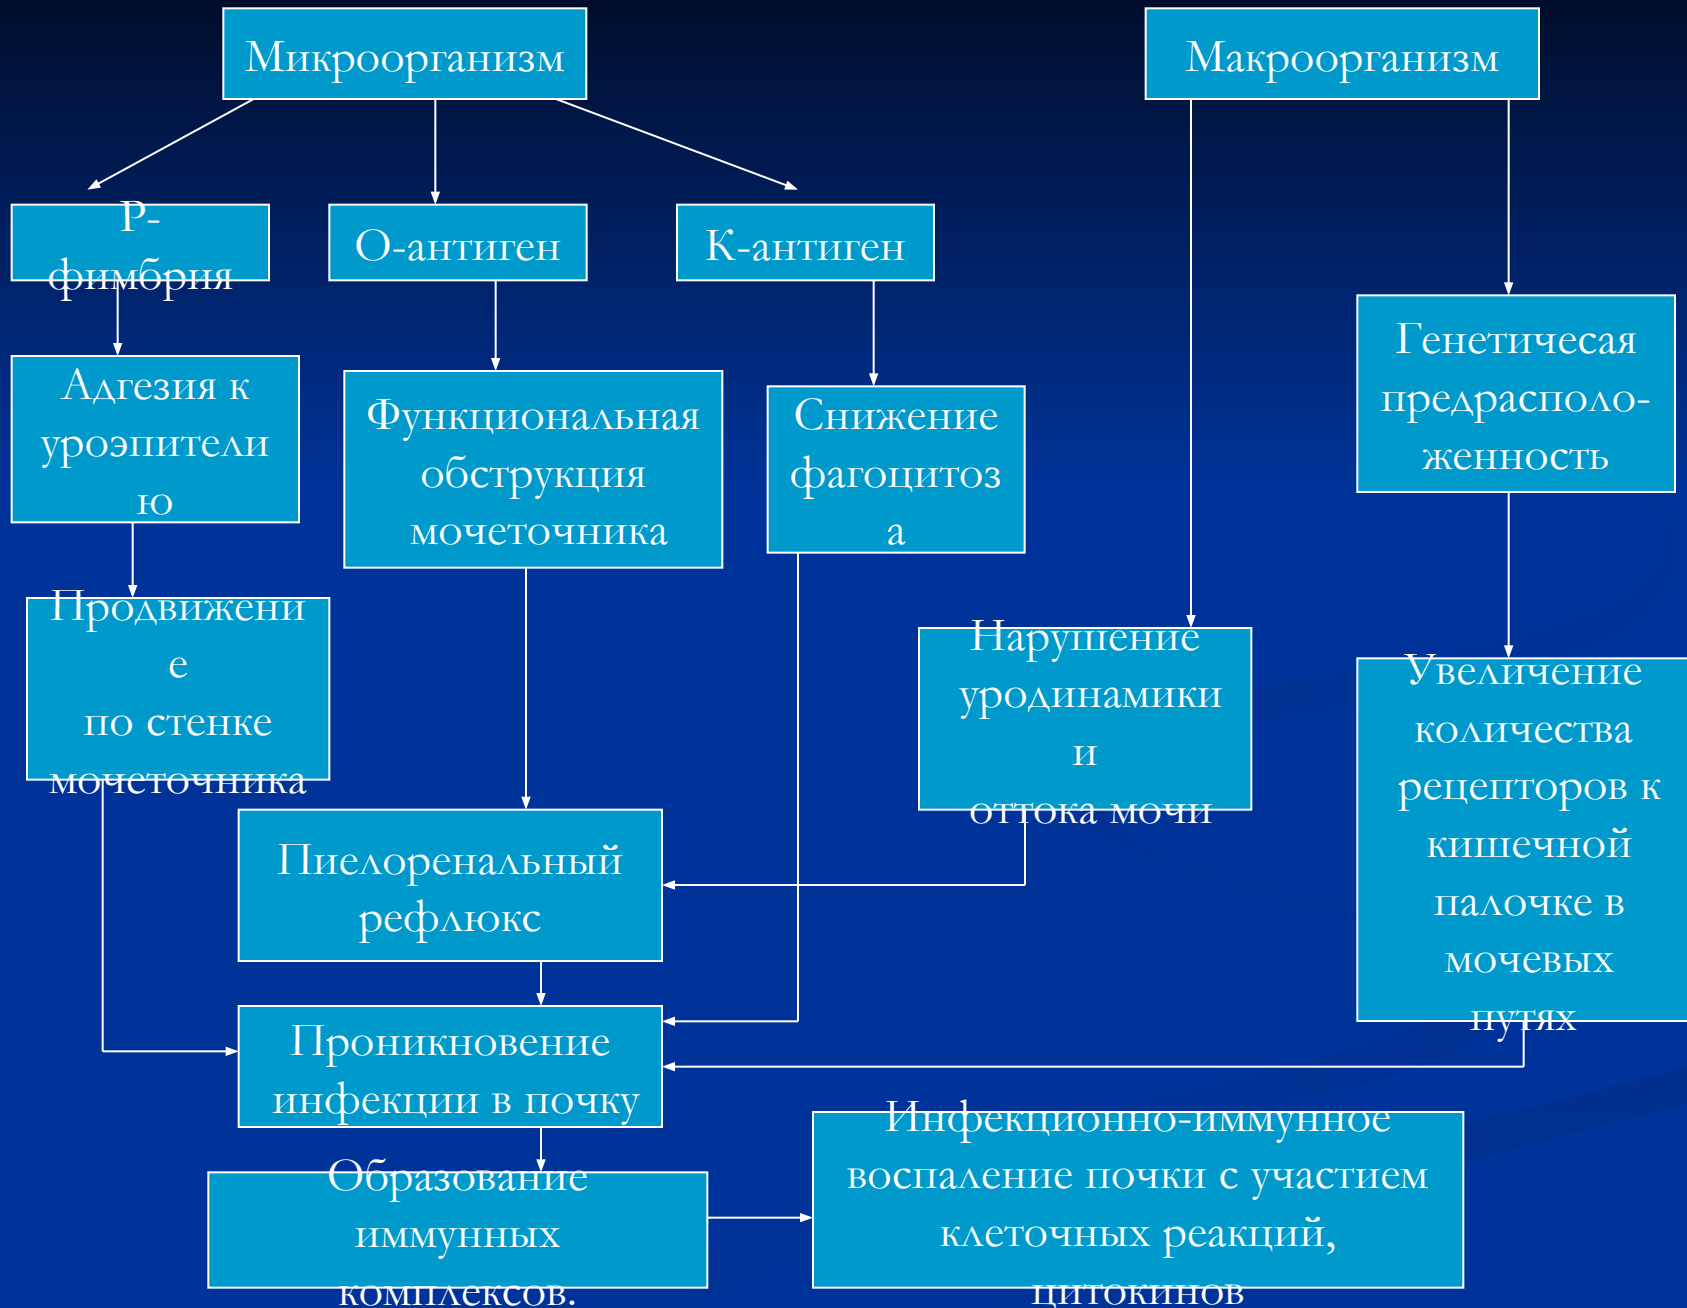 Микроорганизм
Макроорганизм
Р-
фимбрия
О-антиген
К-антиген
Генетичесая
предрасполо-
женность
Адгезия к
уроэпители
ю
Функциональная
обструкция
мочеточника
Снижение
фагоцитоз
а
Продвижени
е
по стенке
мочеточника
Нарушение
уродинамики
и
оттока мочи
Увеличение
количества
рецепторов к
кишечной
палочке в
мочевых
путях
Пиелоренальный
рефлюкс
Проникновение
инфекции в почку
Образование
иммунных
комплексов.
Инфекционно-иммунное
воспаление почки с участием
клеточных реакций,
цитокинов